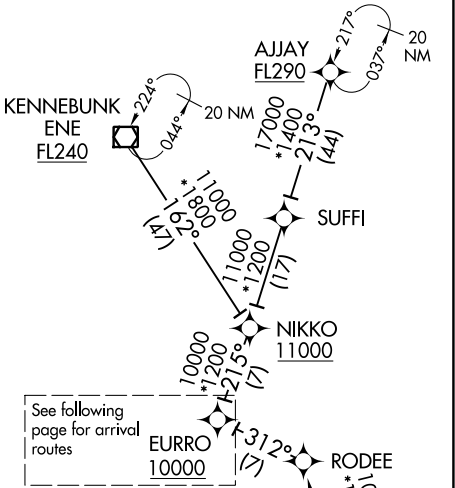 AJJAY
FL290
217°
037°
20
NM
KENNEBUNK
ENE
FL240
224°
044°
20 NM
17000
*1400
213°
(44)
11000
*1800
162°
(47)
SUFFI
11000
*1200
(17)
NIKKO
11000
10000
*1200
215°
(7)
See following
page for arrival
routes
EURRO
10000
312°
(7)
RODEE